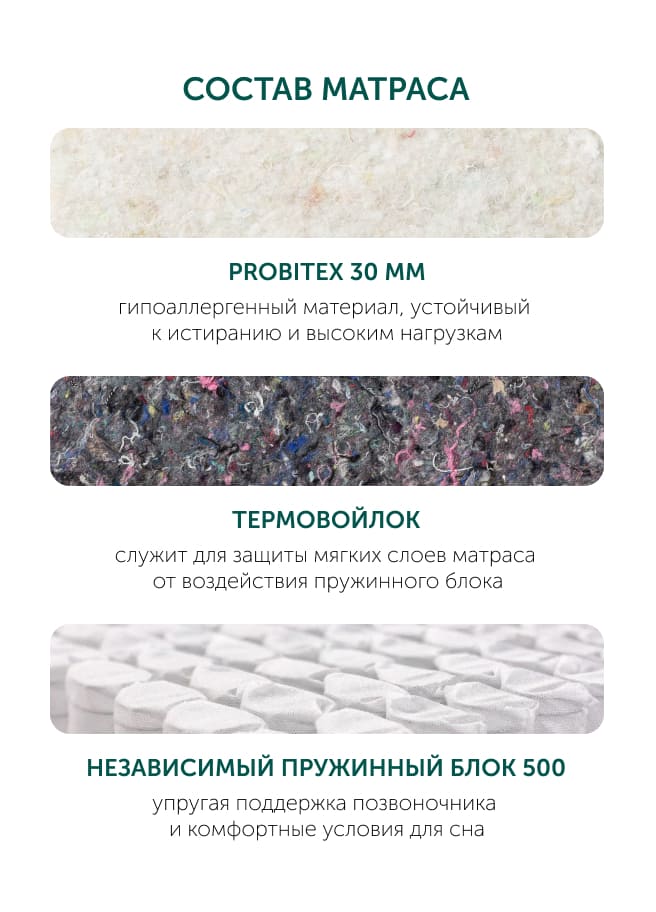 СОСТАВ МАТРАСА
PROBITEX 30 ММ
гипоаллергенный материал, устойчивый
к истиранию и высоким нагрузкам
ТЕРМОВОЙЛОК
служит для защиты мягких слоев матраса
от воздействия пружинного блока
НЕЗАВИСИМЫЙ ПРУЖИННЫЙ БЛОК 500
упругая поддержка позвоночника
и комфортные условия для сна